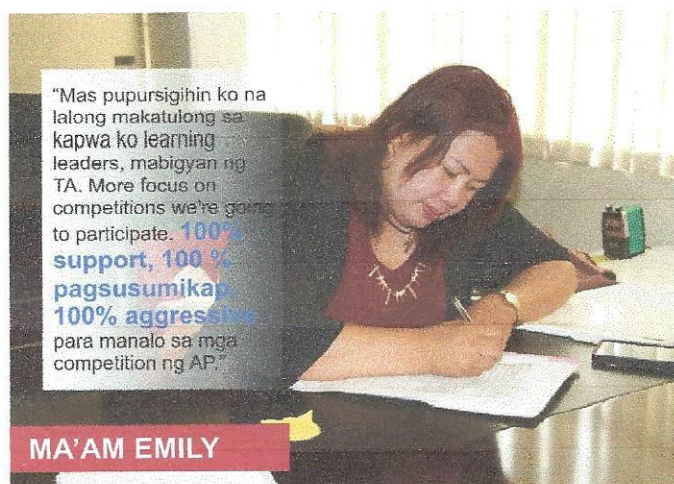 “Mas pupursigihin ko na
lalong makatulong sa
kapwa ko learning
leaders, mabigyan ng
TA. More focus on
competitions we're going
to participate. 100%
support, 100 %
pagsusumikap,
100% aggressive
para manalo sa mga
competition ng AP.”
MA'AM EMILY